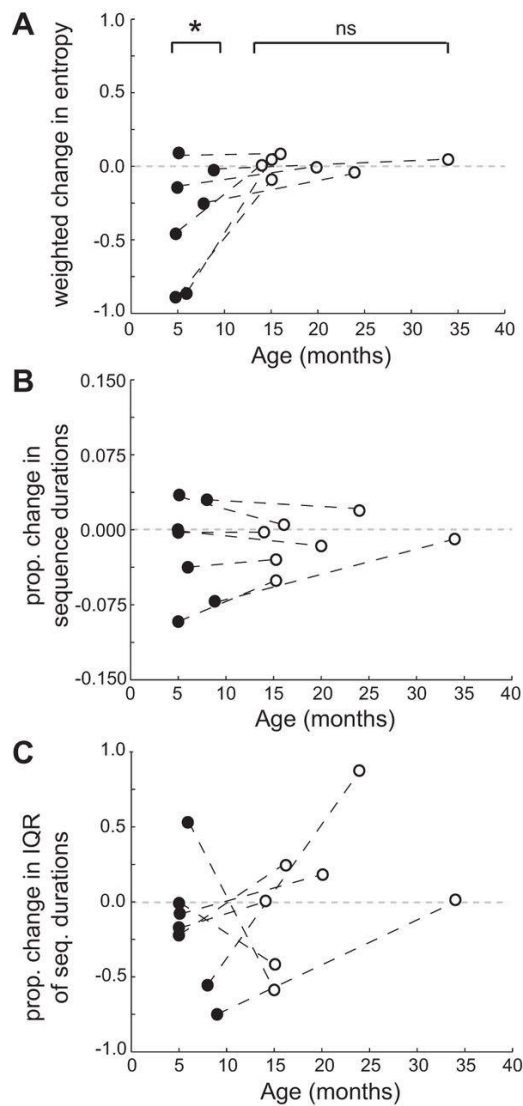 A
weighted change in entropy
1.0
0.5
0.0
-0.5
-1.0
*
ns
0 5 10 15 20 25 30 35 40
Age (months)
B
prop. change in
sequence durations
0.150
0.075
0.000
-0.075
-0.150
0 5 10 15 20 25 30 35 40
Age (months)
C
prop. change in IQR
of seq. durations
1.0
0.5
0.0
-0.5
-1.0
0 5 10 15 20 25 30 35 40
Age (months)